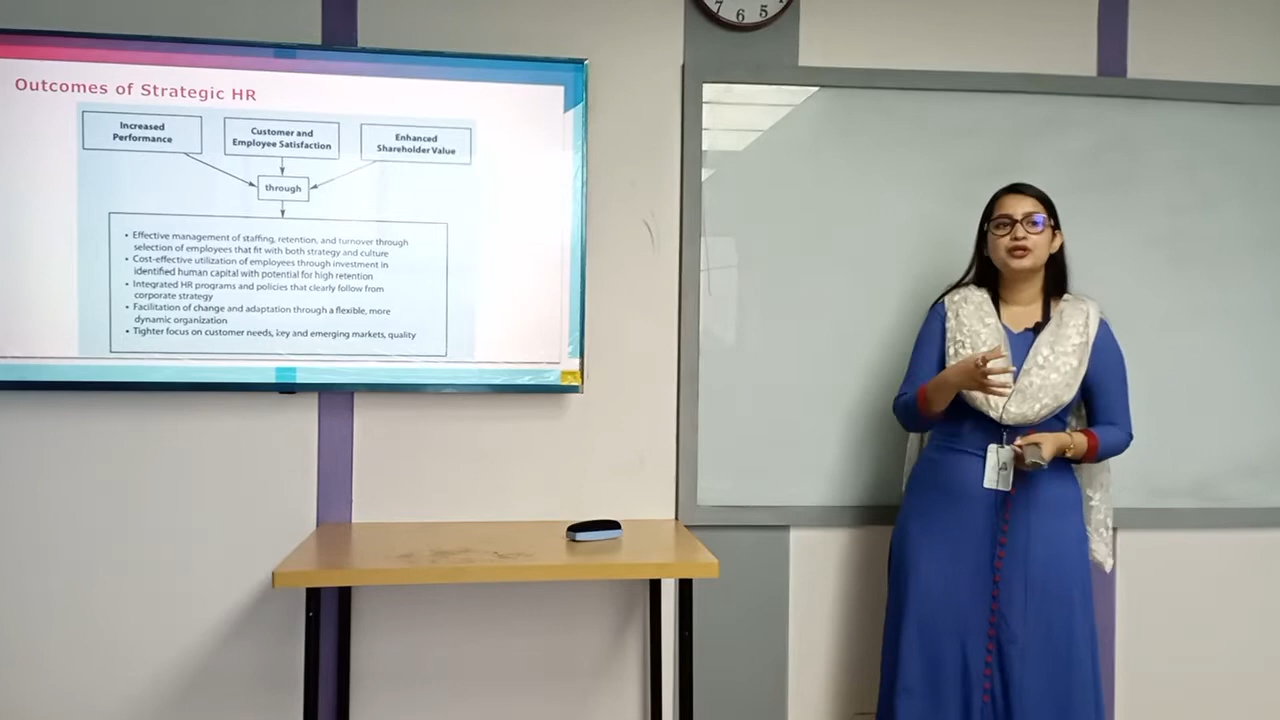 7 6 5
Outcomes of Strategic HR
Increased
Performance
Customer and
Employee Satisfaction
Enhanced
Shareholder Value
through
• Effective management of staffing, retention, and turnover through
selection of employees that fit with both strategy and culture
• Cost-effective utilization of employees through investment in
identified human capital with potential for high retention
• Integrated HR programs and policies that clearly follow from
corporate strategy
• Facilitation of change and adaptation through a flexible, more
dynamic organization
• Tighter focus on customer needs, key and emerging markets, quality